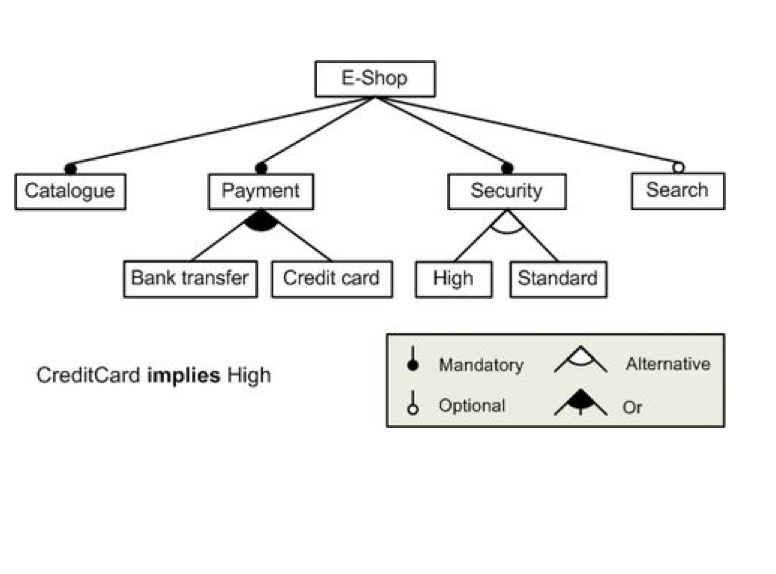 E-Shop
Catalogue
Payment
Security
Search
Bank transfer
Credit card
High
Standard
CreditCard implies High
Mandatory
Alternative
Optional
Or